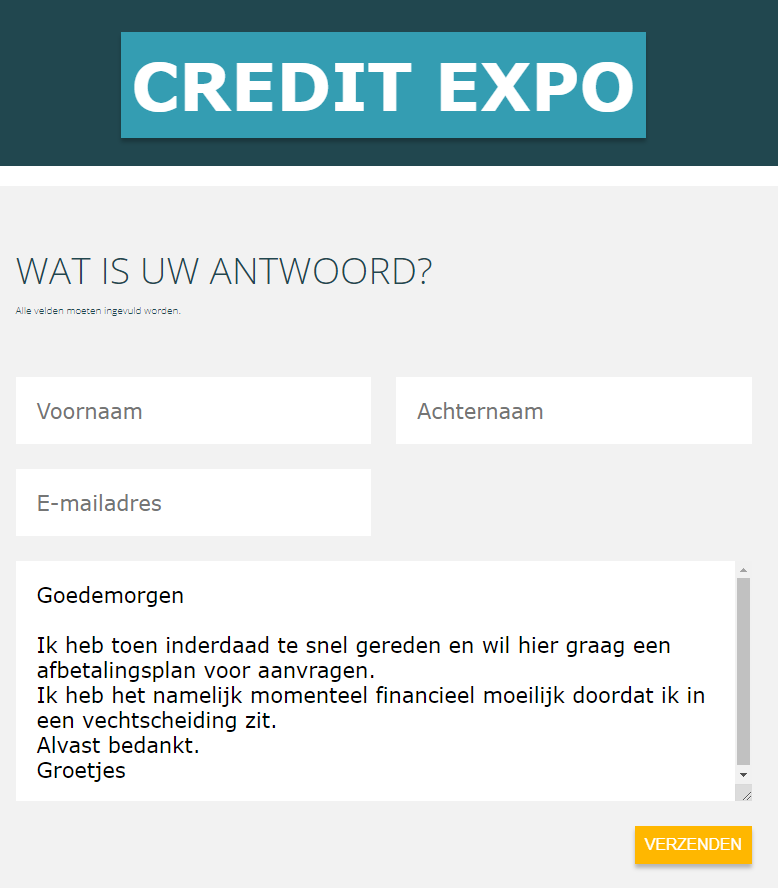 CREDIT EXPO
WAT IS UW ANTWOORD?
Alle velden moeten ingevuld worden.
Voornaam
Achternaam
E-mailadres
Goedemorgen
Ik heb toen inderdaad te snel gereden en wil hier graag een
afbetalingsplan voor aanvragen.
Ik heb het namelijk momenteel financieel moeilijk doordat ik in
een vechtscheiding zit.
Alvast bedankt.
Groetjes
VERZENDEN